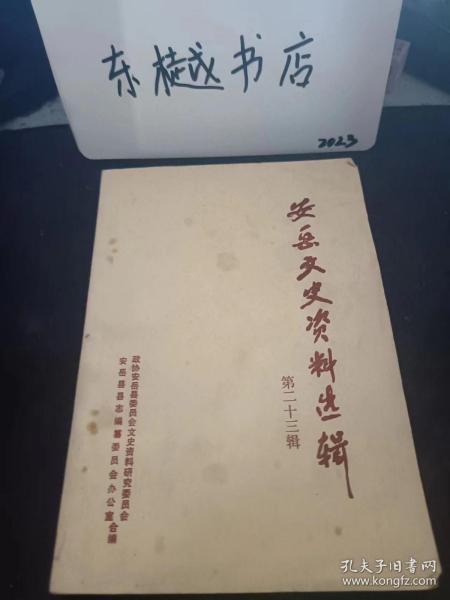 东樾书店
2023
安岳文史资料选辑
第二十三辑
政协安岳县委员会文史资料研究委员会
安岳县县志编纂委员会办公室合编
孔夫子旧书网
www.kongfz.com